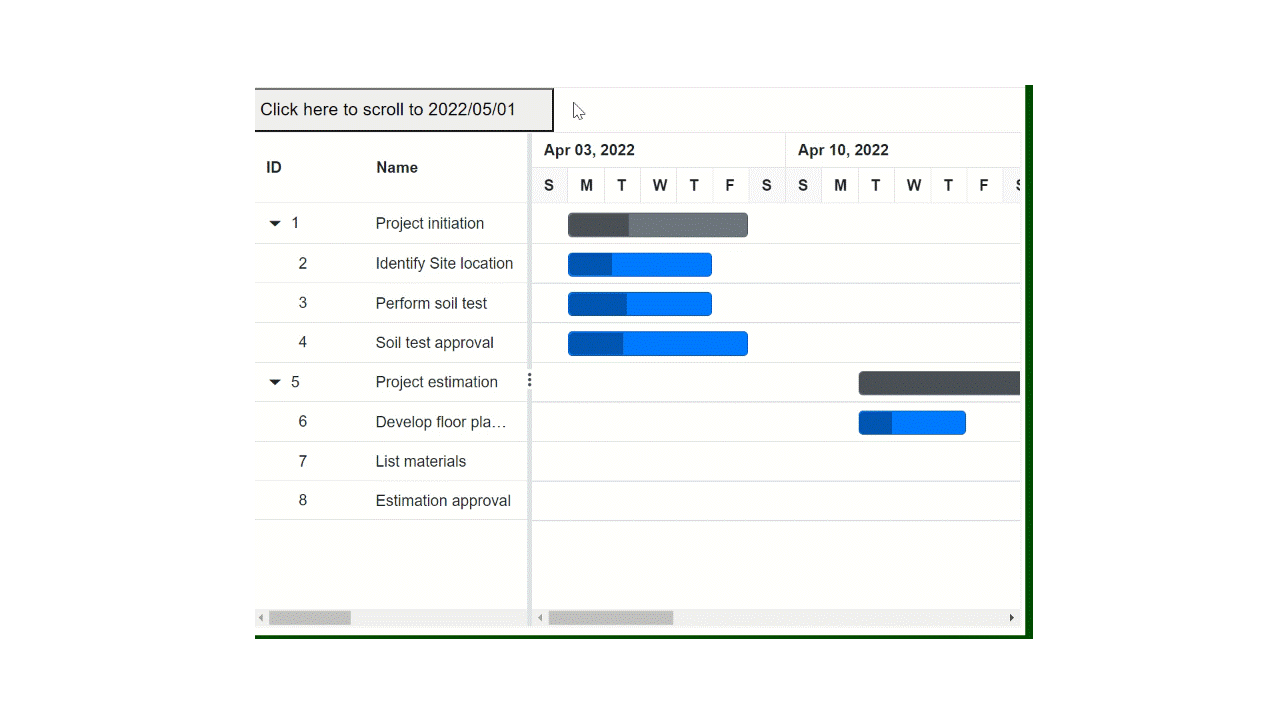 Click here to scroll to 2022/05/01
ID Name Apr 03, 2022 Apr 10, 2022
S M T W T F S S M T W T F S
1 Project initiation
2 Identify Site location
3 Perform soil test
4 Soil test approval
5 Project estimation
6 Develop floor pla...
7 List materials
8 Estimation approval